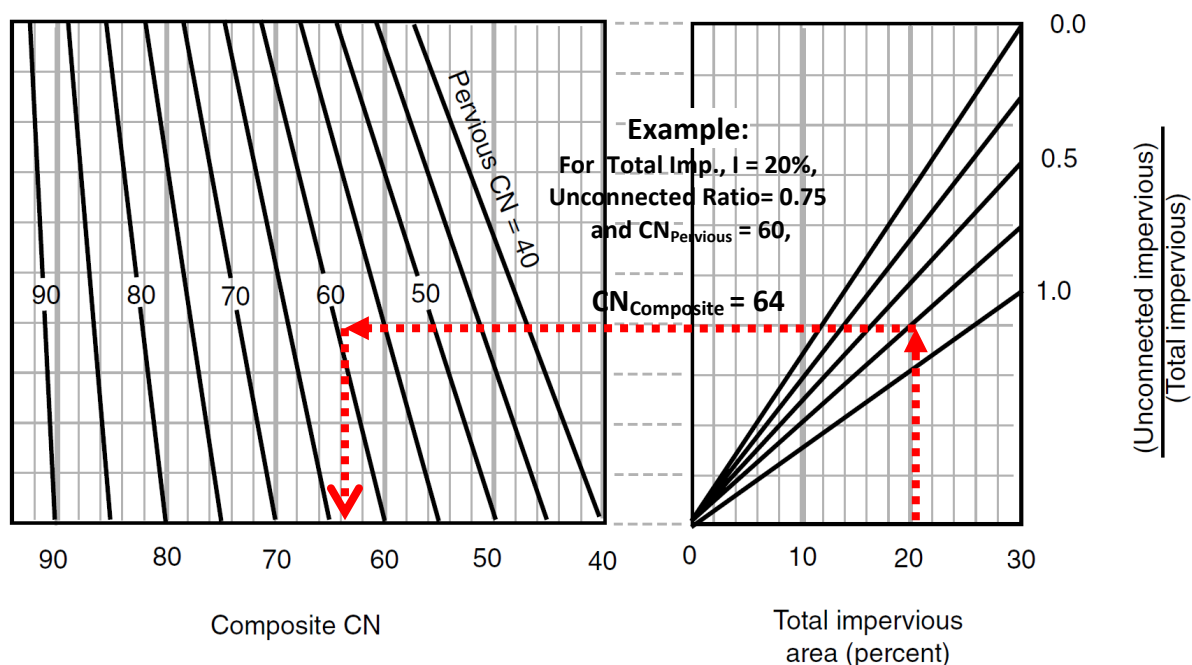 Pervious CN = 40
90
80
70
60
50
90
80
70
60
50
40
Composite CN
Example:
For Total Imp., I = 20%,
Unconnected Ratio= 0.75
and CNPervious = 60,
CNComposite = 64
0.0
0.5
1.0
(Unconnected impervious)
(Total impervious)
0
10
20
30
Total impervious
area (percent)